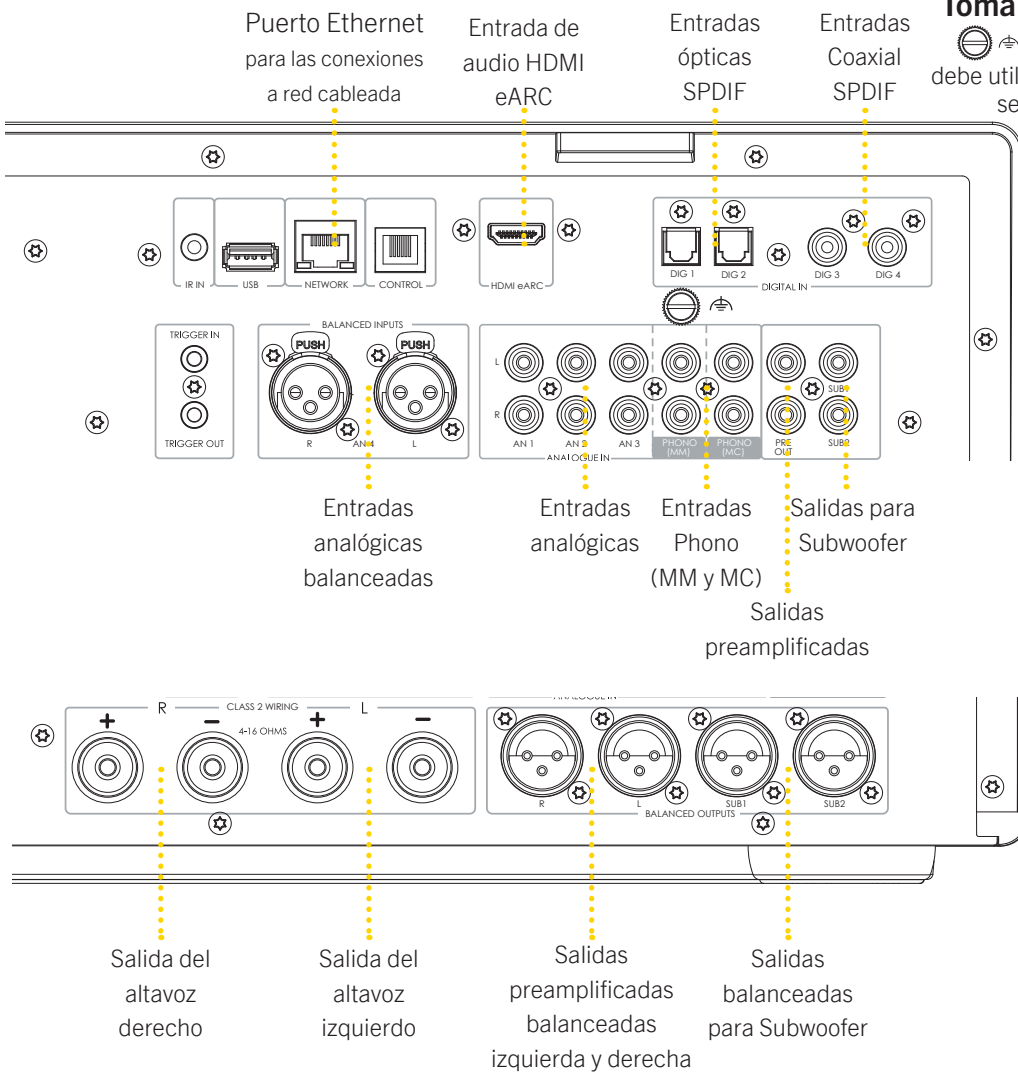 Toma
debe util
se
Puerto Ethernet
para las conexiones
a red cableada
Entrada de
audio HDMI
eARC
Entradas
ópticas
SPDIF
Entradas
Coaxial
SPDIF
IR IN
USB
NETWORK
CONTROL
HDMI eARC
DIG 1
DIG 2
DIG 3
DIG 4
DIGITAL IN
TRIGGER IN
TRIGGER OUT
BALANCED INPUTS
PUSH
PUSH
R
AN 4
L
L
R
AN 1
AN 2
AN 3
PHONO
(MM)
PHONO
(MC)
ANALOGUE IN
PRE
OUT
SUB1
SUB2
Entradas
analógicas
balanceadas
Entradas
analógicas
Entradas
Phono
(MM y MC)
Salidas para
Subwoofer
Salidas
preamplificadas
ANALOGUE IN
R
CLASS 2 WIRING
L
+
−
4-16 OHMS
+
−
R
L
SUB1
SUB2
BALANCED OUTPUTS
Salida del
altavoz
derecho
Salida del
altavoz
izquierdo
Salidas
preamplificadas
balanceadas
izquierda y derecha
Salidas
balanceadas
para Subwoofer